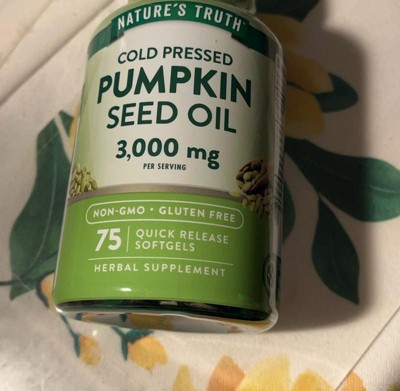 NATURE'S TRUTH
COLD PRESSED
PUMPKIN
SEED OIL
3,000 mg
PER SERVING
NON-GMO • GLUTEN FREE
75 QUICK RELEASE
SOFTGELS
HERBAL SUPPLEMENT